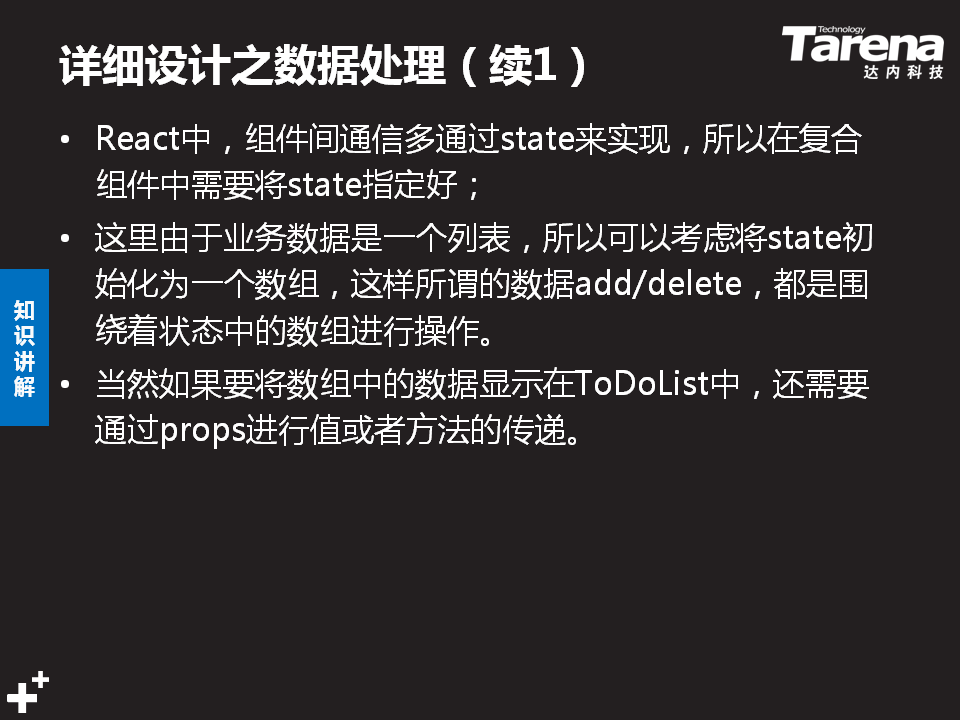 详细设计之数据处理（续1）
Technology
Tarena
达内科技
• React中，组件间通信多通过state来实现，所以在复合
组件中需要将state指定好；
• 这里由于业务数据是一个列表，所以可以考虑将state初
始化为一个数组，这样所谓的数据add/delete，都是围
绕着状态中的数组进行操作。
• 当然如果要将数组中的数据显示在ToDoList中，还需要
通过props进行值或者方法的传递。
知
识
讲
解